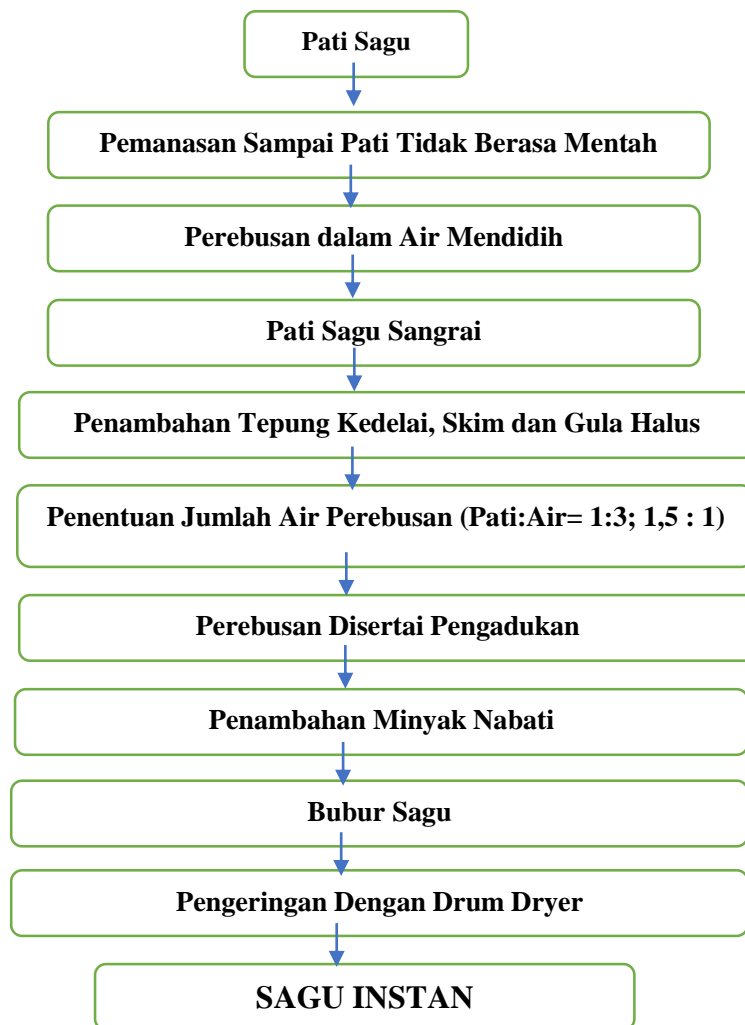 Pati Sagu
Pemanasan Sampai Pati Tidak Berasa Mentah
Perebusan dalam Air Mendidih
Pati Sagu Sangrai
Penambahan Tepung Kedelai, Skim dan Gula Halus
Penentuan Jumlah Air Perebusan (Pati:Air= 1:3; 1,5 : 1)
Perebusan Disertai Pengadukan
Penambahan Minyak Nabati
Bubur Sagu
Pengeringan Dengan Drum Dryer
SAGU INSTAN